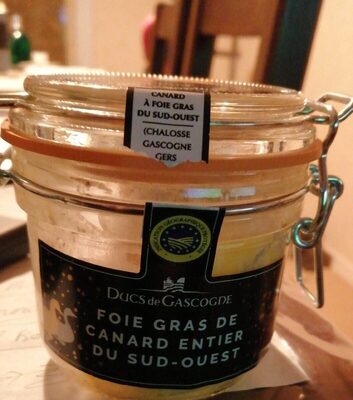 CANARD
À FOIE GRAS
DU SUD-OUEST
(CHALOSSE
GASCOGNE
GERS
DUCS DE GASCOGNE
FOIE GRAS DE
CANARD ENTIER
DU SUD-OUEST